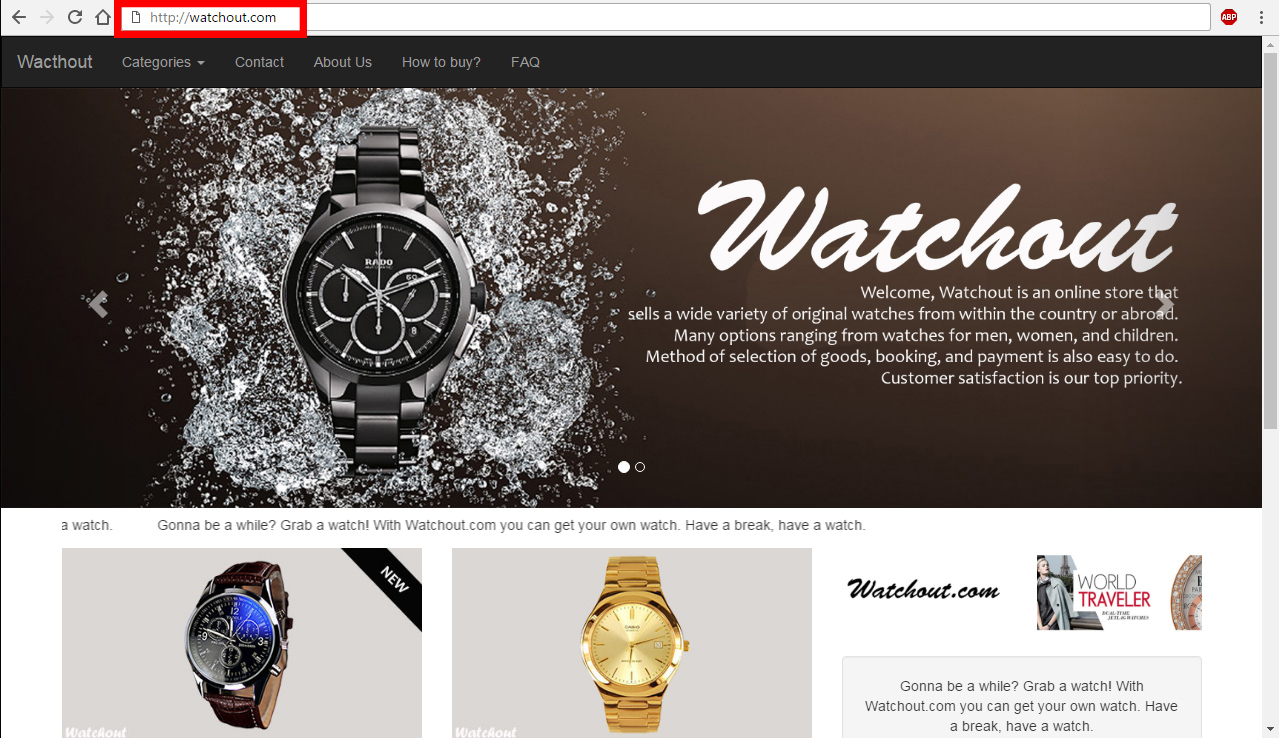 http://watchout.com
ABP
Wacthout Categories Contact About Us How to buy? FAQ
RADO
Watchout
Welcome, Watchout is an online store that
sells a wide variety of original watches from within the country or abroad.
Many options ranging from watches for men, women, and children.
Method of selection of goods, booking, and payment is also easy to do.
Customer satisfaction is our top priority.
a watch. Gonna be a while? Grab a watch! With Watchout.com you can get your own watch. Have a break, have a watch.
NEW
Watchout
CASIO
Watchout
Watchout.com
WORLD
TRAVELER
DUAL-TIME
JETLAG WATCHES
Gonna be a while? Grab a watch! With
Watchout.com you can get your own watch. Have
a break, have a watch.